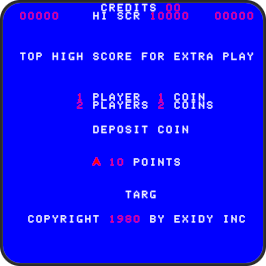 CREDITS 00
00000 HI SCR 10000 00000
TOP HIGH SCORE FOR EXTRA PLAY
1 PLAYER 1 COIN
2 PLAYERS 2 COINS
DEPOSIT COIN
10 POINTS
TARG
COPYRIGHT 1980 BY EXIDY INC